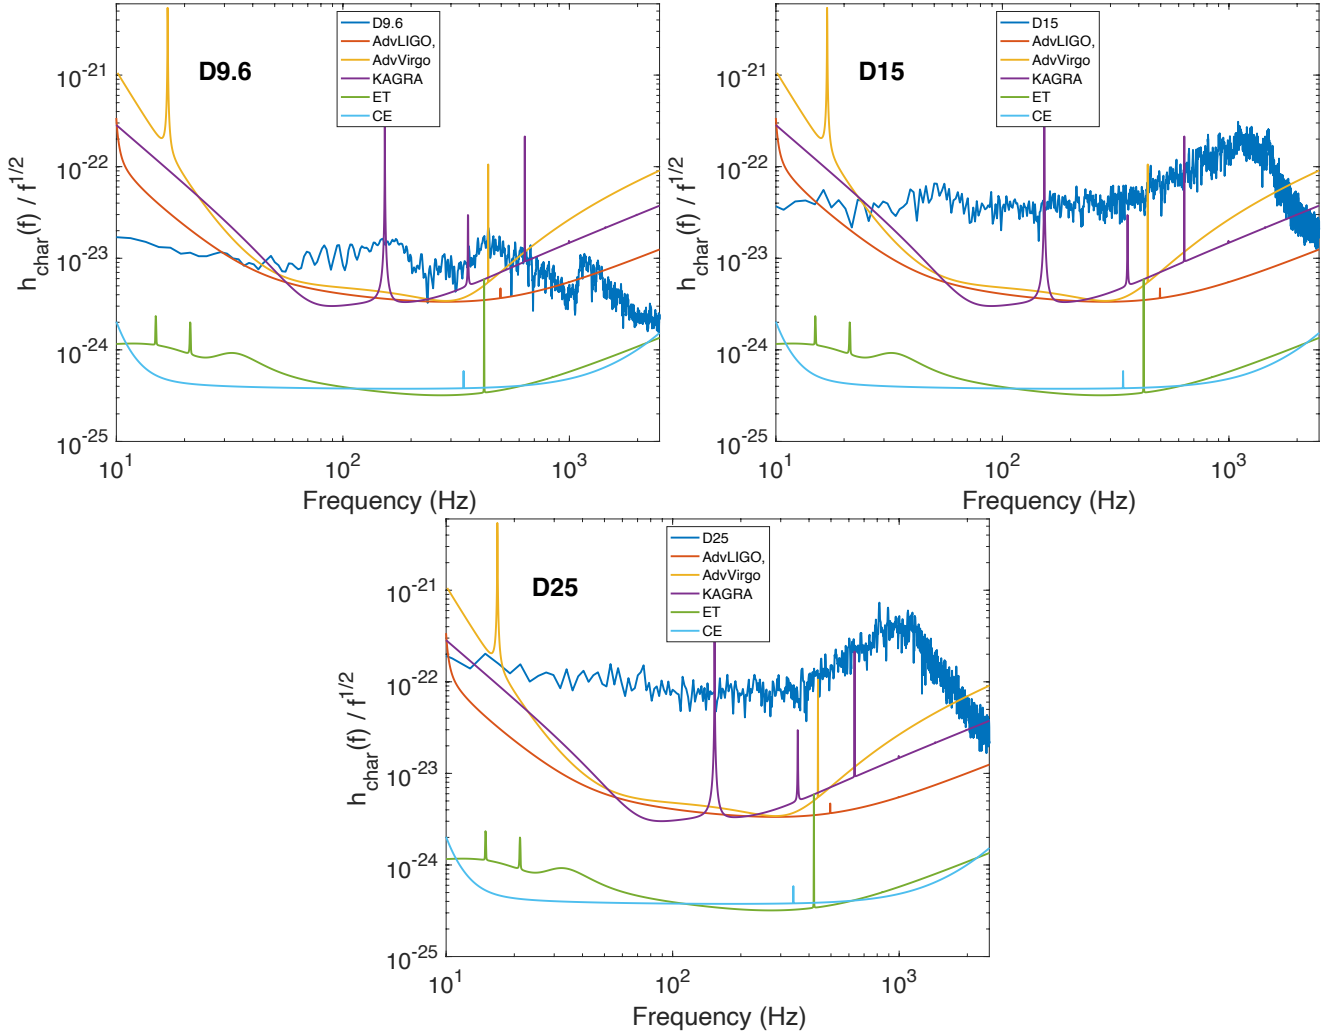 D9.6
AdvLIGO,
AdvVirgo
KAGRA
ET
CE
D9.6
10^-21
10^-22
10^-23
10^-24
10^-25
h_char(f) / f^1/2
10^1
10^2
10^3
Frequency (Hz)
D15
AdvLIGO,
AdvVirgo
KAGRA
ET
CE
D15
10^-21
10^-22
10^-23
10^-24
10^-25
h_char(f) / f^1/2
10^1
10^2
10^3
Frequency (Hz)
D25
AdvLIGO,
AdvVirgo
KAGRA
ET
CE
D25
10^-21
10^-22
10^-23
10^-24
10^-25
h_char(f) / f^1/2
10^1
10^2
10^3
Frequency (Hz)